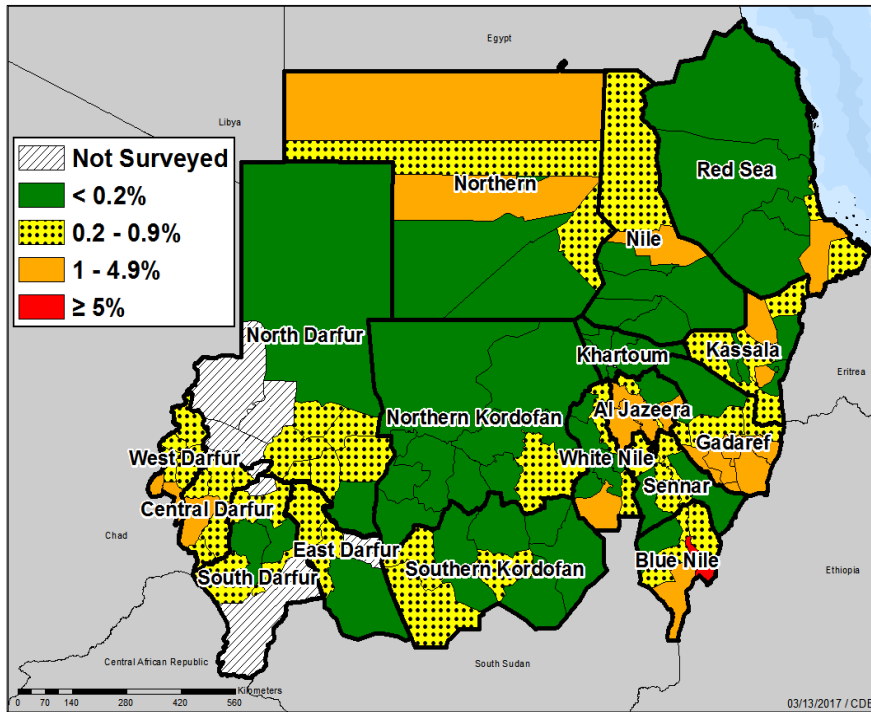 Egypt
Libya
Not Surveyed
< 0.2%
0.2 - 0.9%
1 - 4.9%
≥ 5%
Red Sea
Northern
Nile
North Darfur
Khartoum
Kassala
Eritrea
Northern Kordofan
Al Jazeera
Gadaref
West Darfur
White Nile
Sennar
Central Darfur
Chad
East Darfur
Blue Nile
South Darfur
Southern Kordofan
Ethiopia
Central African Republic
South Sudan
Kilometers
0 70 140 280 420 560
03/13/2017 / CDB